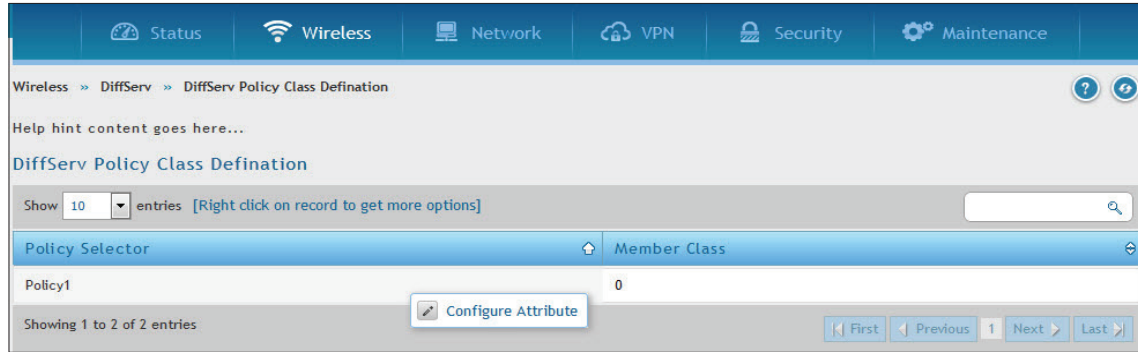 Status Wireless Network VPN Security Maintenance
Wireless » DiffServ » DiffServ Policy Class Defination
Help hint content goes here...
DiffServ Policy Class Defination
Show 10 entries [Right click on record to get more options]
Policy Selector Member Class
Policy1 0
Configure Attribute
Showing 1 to 2 of 2 entries First Previous 1 Next Last